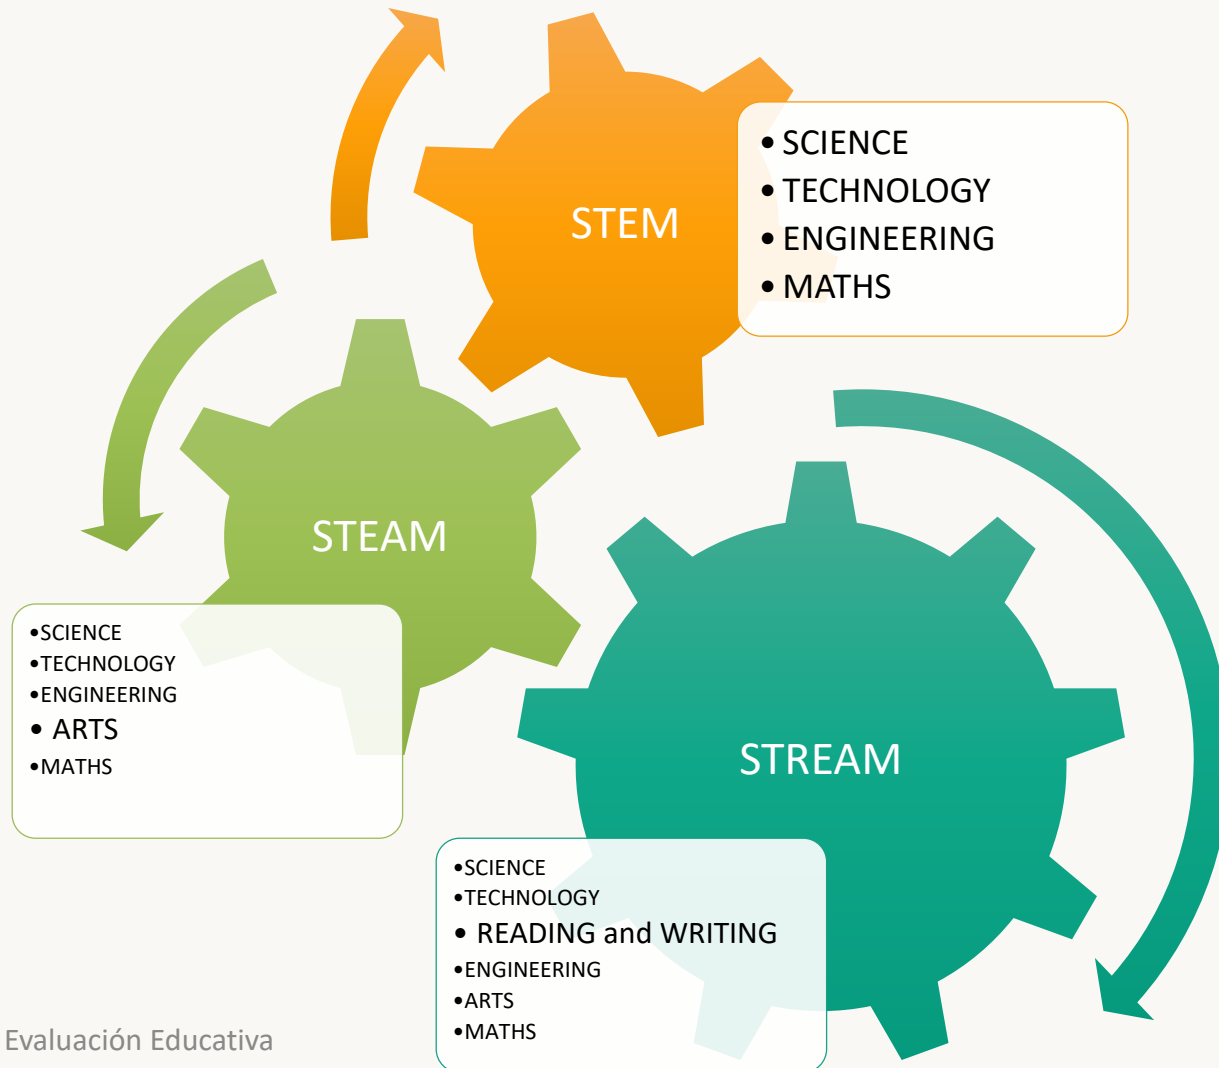 STEM
• SCIENCE
• TECHNOLOGY
• ENGINEERING
• MATHS
STEAM
•SCIENCE
•TECHNOLOGY
•ENGINEERING
• ARTS
•MATHS
STREAM
•SCIENCE
•TECHNOLOGY
• READING and WRITING
•ENGINEERING
•ARTS
•MATHS
Evaluación Educativa